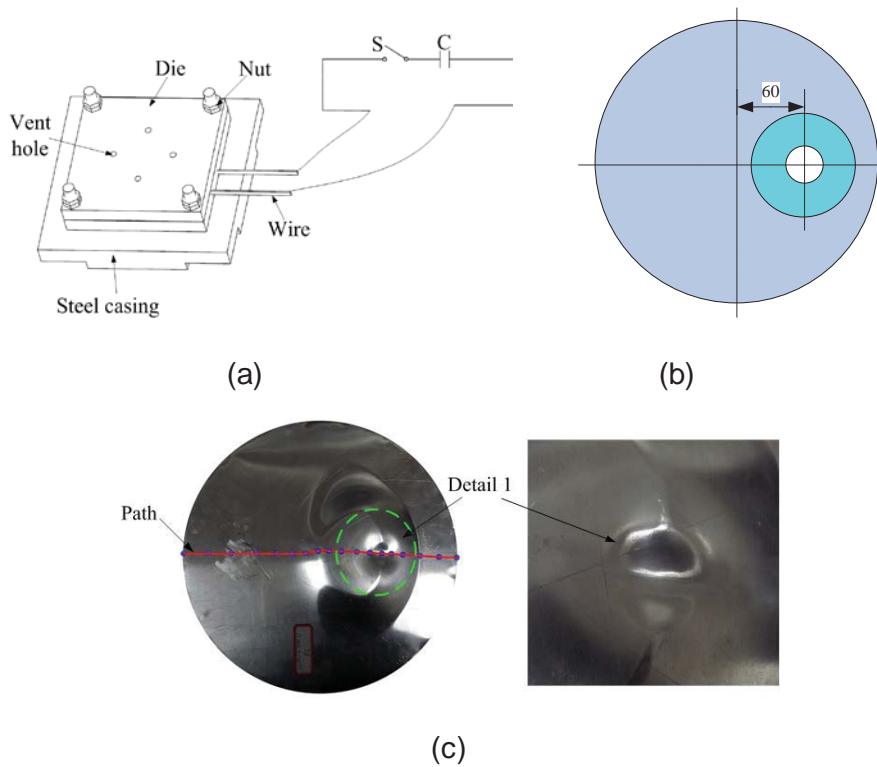 S
C
Die
Nut
Vent
hole
Wire
Steel casing
60
(a)
(b)
Detail 1
Path
(c)